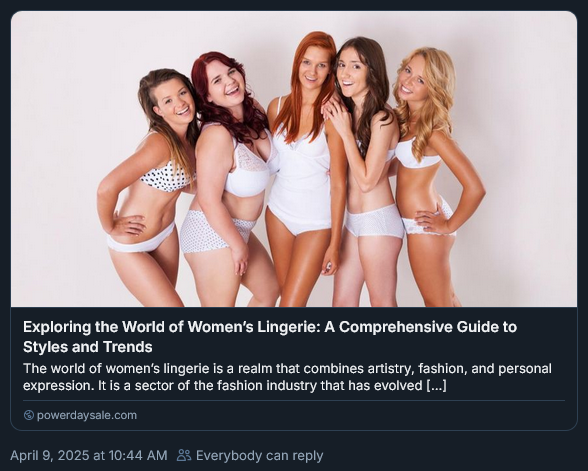 Exploring the World of Women’s Lingerie: A Comprehensive Guide to
Styles and Trends
The world of women’s lingerie is a realm that combines artistry, fashion, and personal
expression. It is a sector of the fashion industry that has evolved [...]
powerdaysale.com
April 9, 2025 at 10:44 AM Everybody can reply